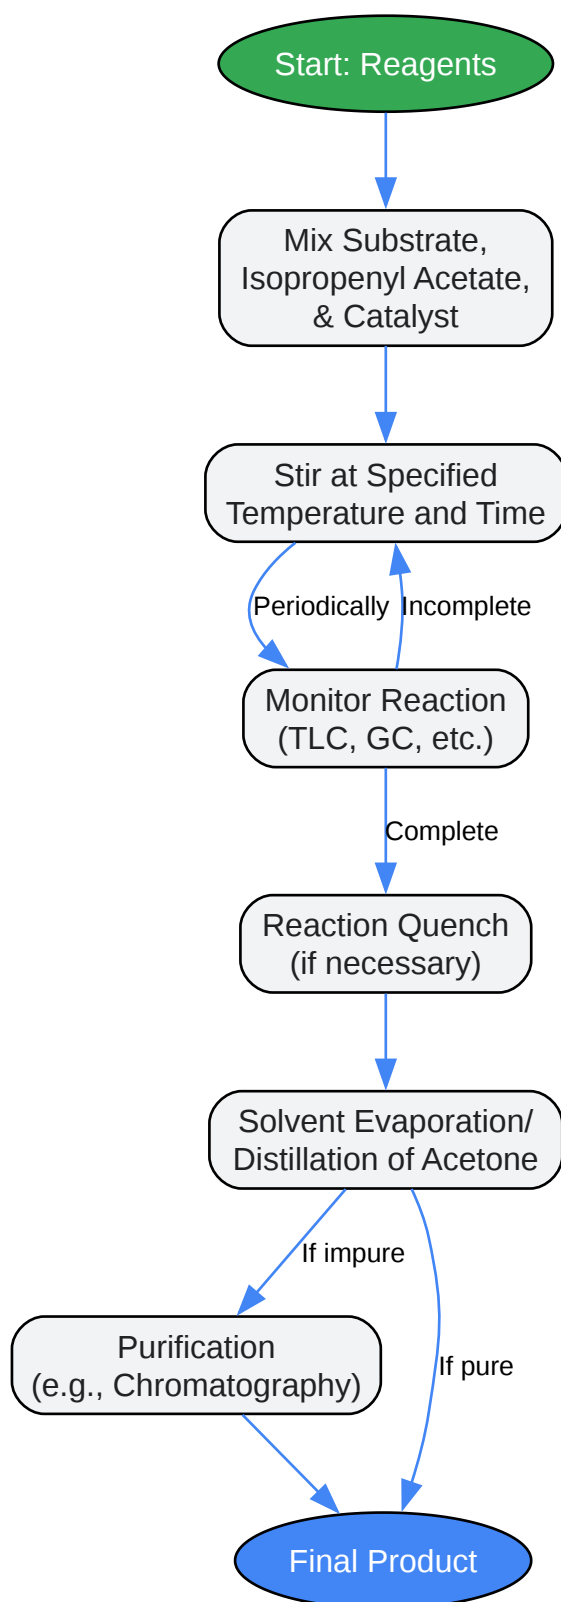 Start: Reagents
Mix Substrate,
Isopropenyl Acetate,
& Catalyst
Stir at Specified
Temperature and Time
Periodically
Incomplete
Monitor Reaction
(TLC, GC, etc.)
Complete
Reaction Quench
(if necessary)
Solvent Evaporation/
Distillation of Acetone
If impure
Purification
(e.g., Chromatography)
If pure
Final Product